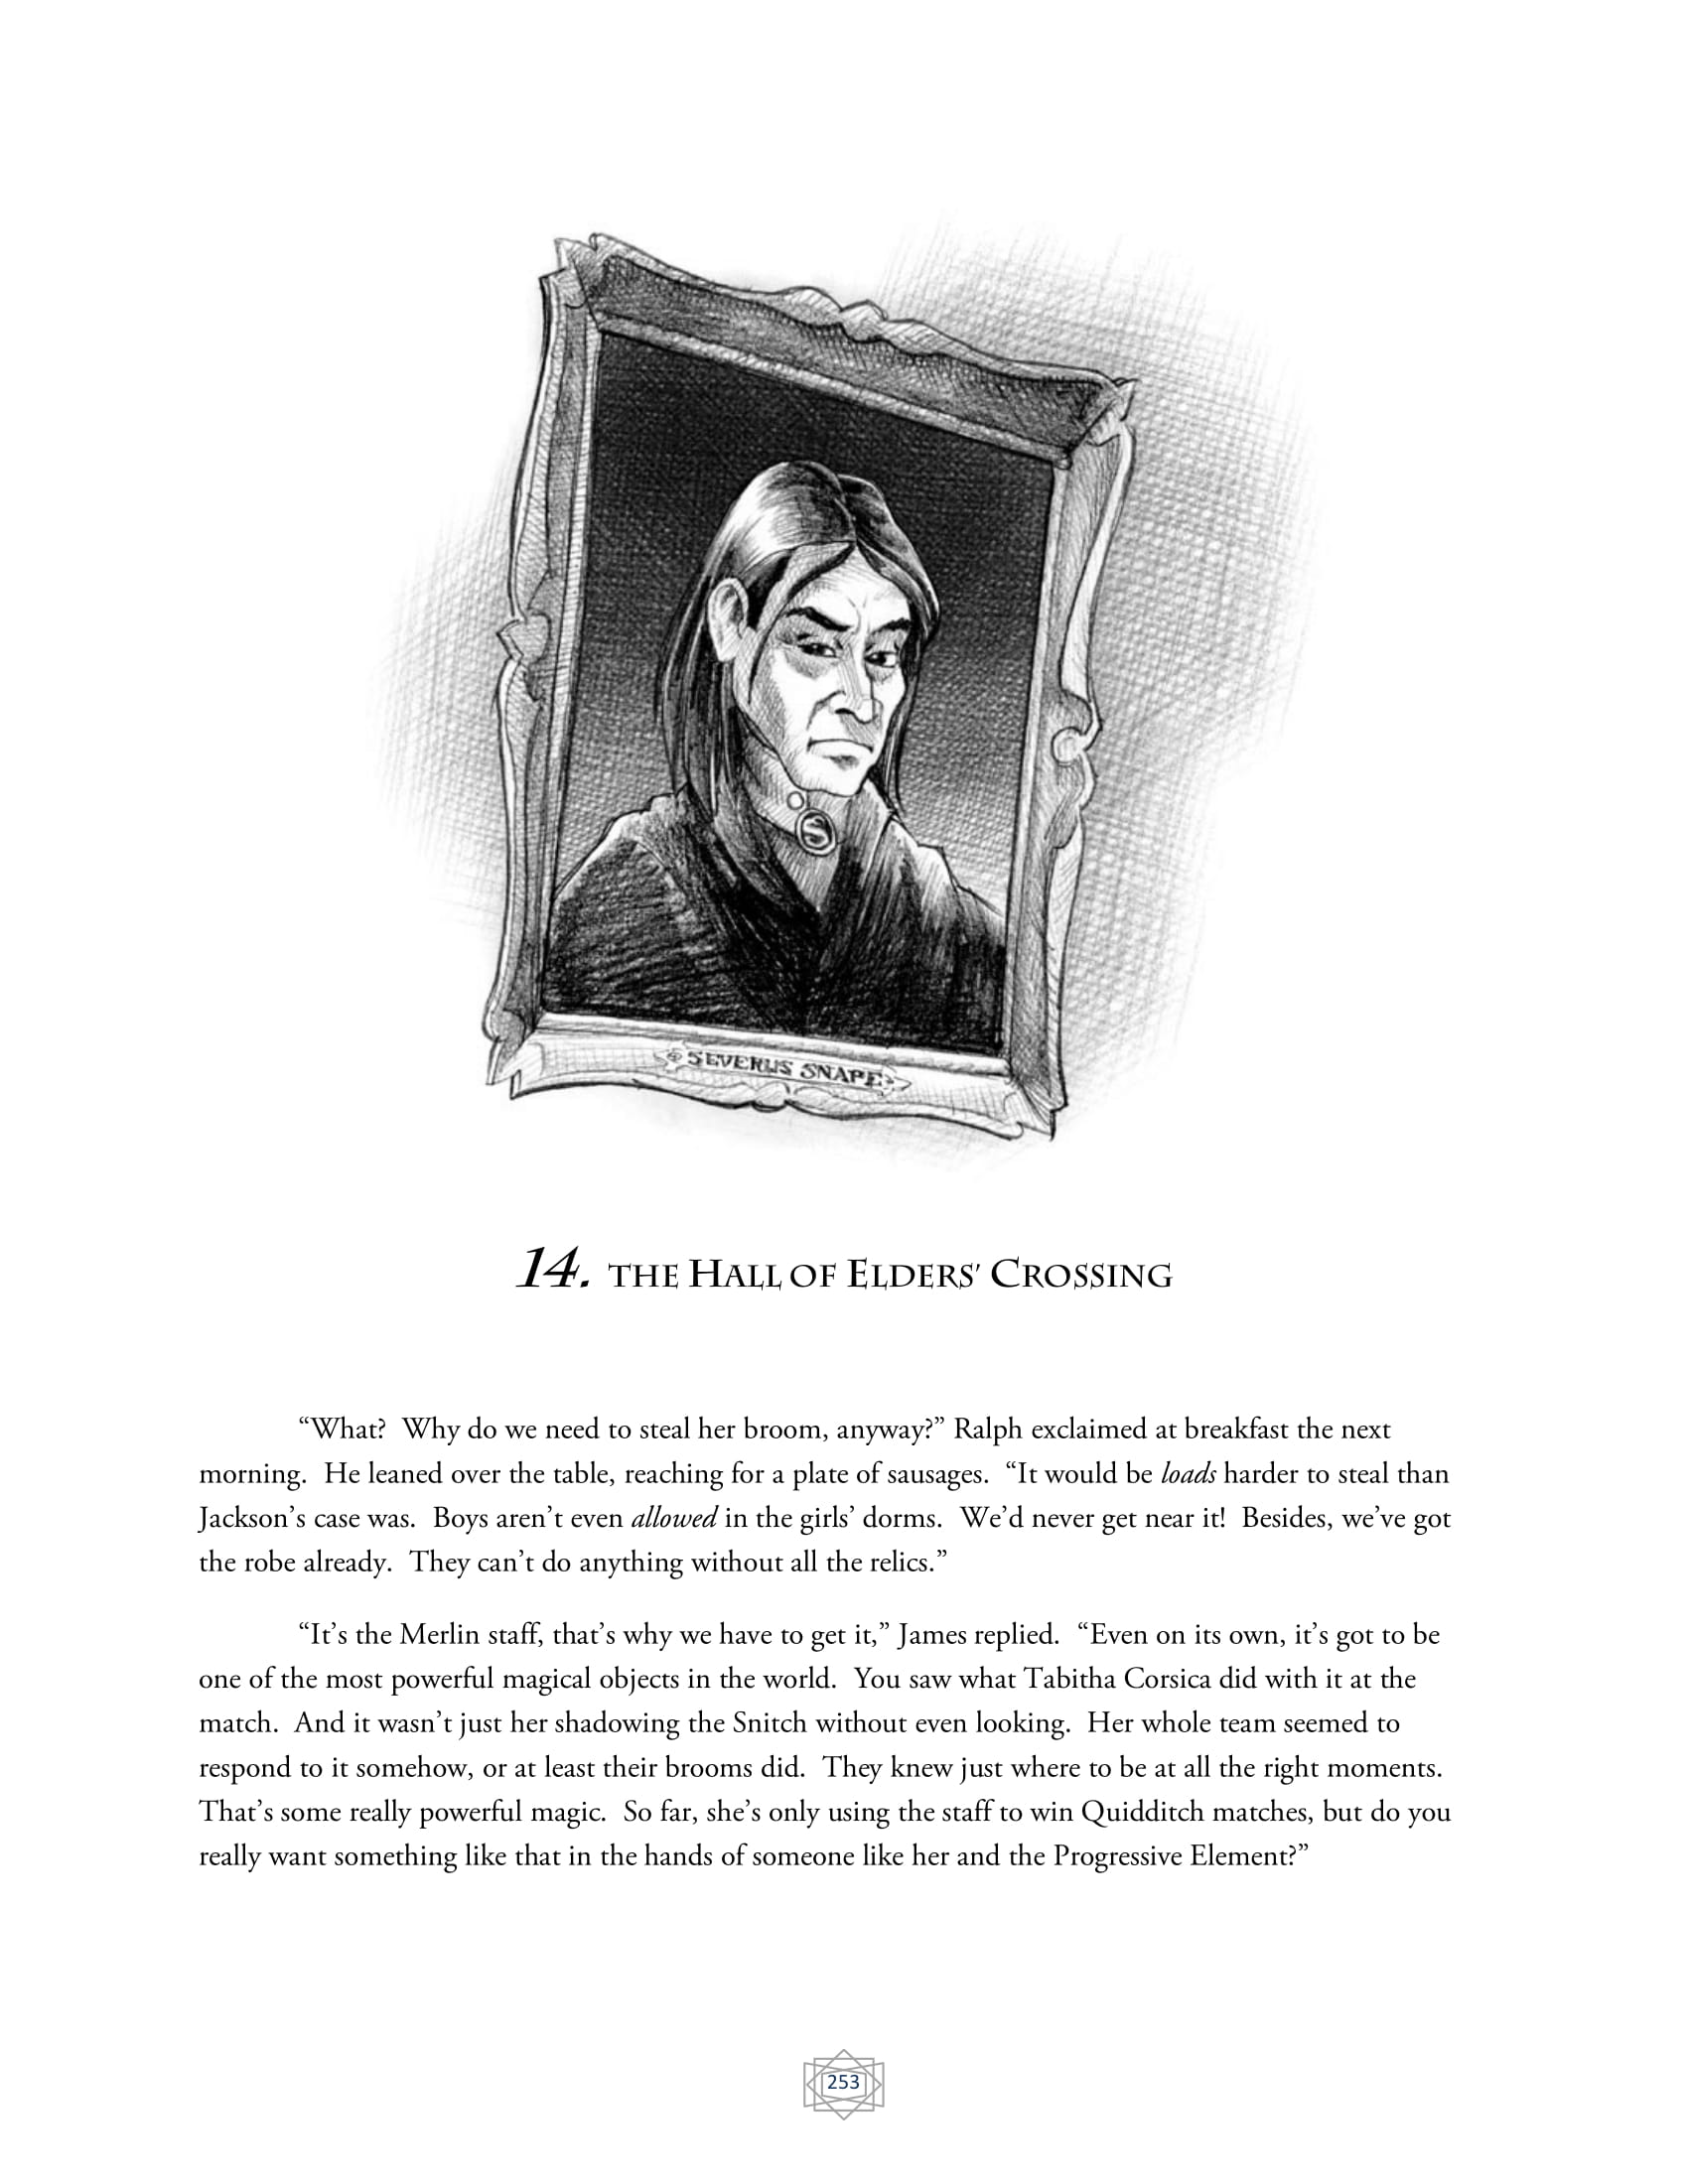 SEVERUS SNAPE
14. THE HALL OF ELDERS’ CROSSING
“What?  Why do we need to steal her broom, anyway?” Ralph exclaimed at breakfast the next
morning.  He leaned over the table, reaching for a plate of sausages.  “It would be loads harder to steal than
Jackson’s case was.  Boys aren’t even allowed in the girls’ dorms.  We’d never get near it!  Besides, we’ve got
the robe already.  They can’t do anything without all the relics.”
“It’s the Merlin staff, that’s why we have to get it,” James replied.  “Even on its own, it’s got to be
one of the most powerful magical objects in the world.  You saw what Tabitha Corsica did with it at the
match.  And it wasn’t just her shadowing the Snitch without even looking.  Her whole team seemed to
respond to it somehow, or at least their brooms did.  They knew just where to be at all the right moments.
That’s some really powerful magic.  So far, she’s only using the staff to win Quidditch matches, but do you
really want something like that in the hands of someone like her and the Progressive Element?”
253